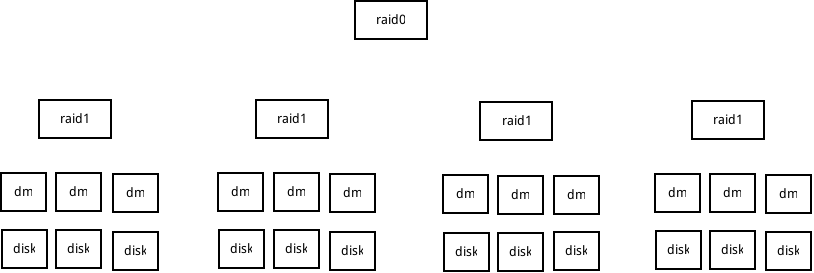 raid0
raid1 raid1 raid1 raid1
dm dm dm dm dm dm dm dm dm dm dm dm
disk disk disk disk disk disk disk disk disk disk disk disk